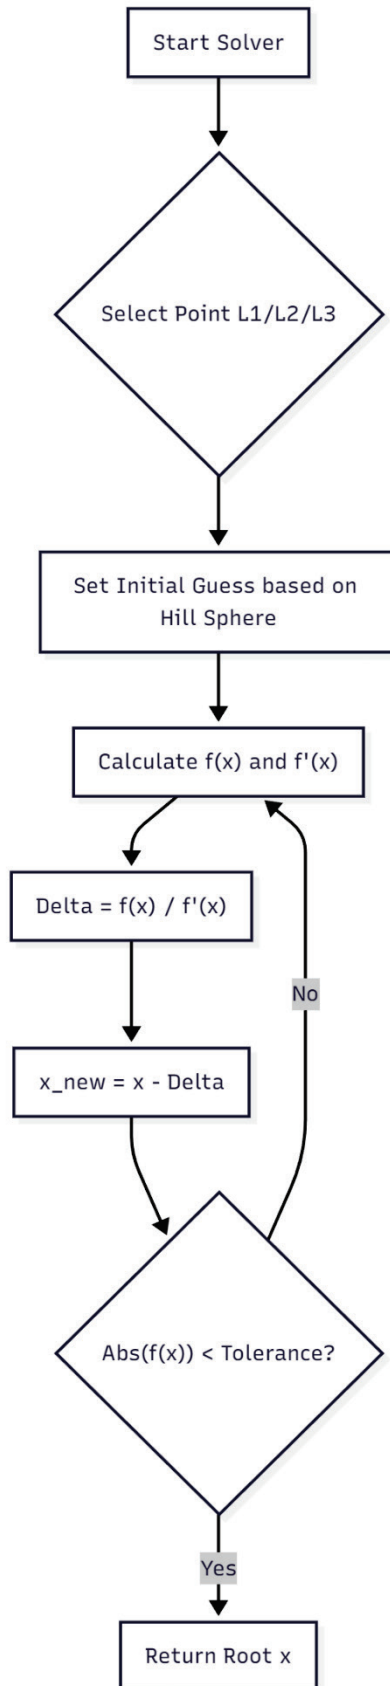 Start Solver
Select Point L1/L2/L3
Set Initial Guess based on
Hill Sphere
Calculate f(x) and f'(x)
Delta = f(x) / f'(x)
No
x_new = x - Delta
Abs(f(x)) < Tolerance?
Yes
Return Root x